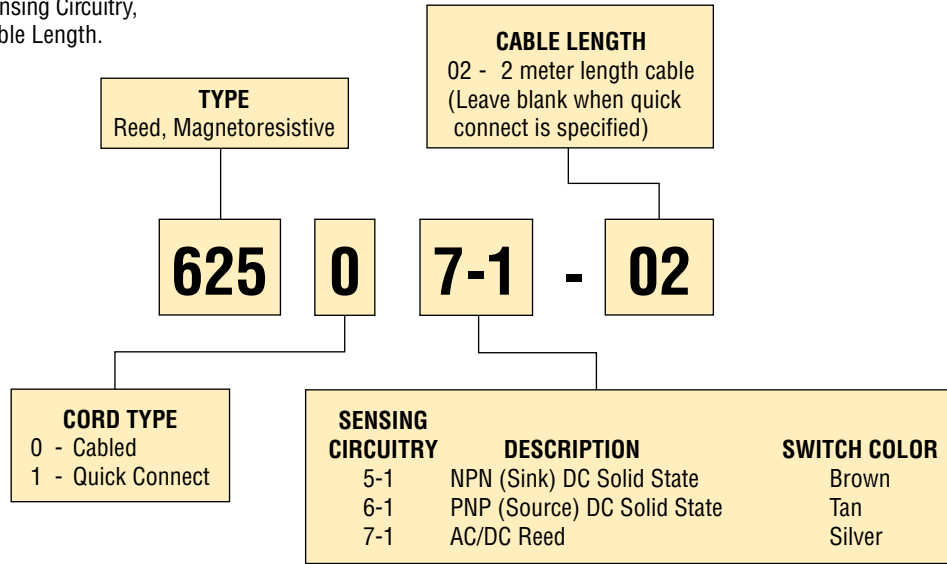 nsing Circuitry,
ble Length.
CABLE LENGTH
02 - 2 meter length cable
(Leave blank when quick
connect is specified)
TYPE
Reed, Magnetoresistive
625 0 7-1 - 02
CORD TYPE
0 - Cabled
1 - Quick Connect
SENSING
CIRCUITRY DESCRIPTION SWITCH COLOR
5-1 NPN (Sink) DC Solid State Brown
6-1 PNP (Source) DC Solid State Tan
7-1 AC/DC Reed Silver